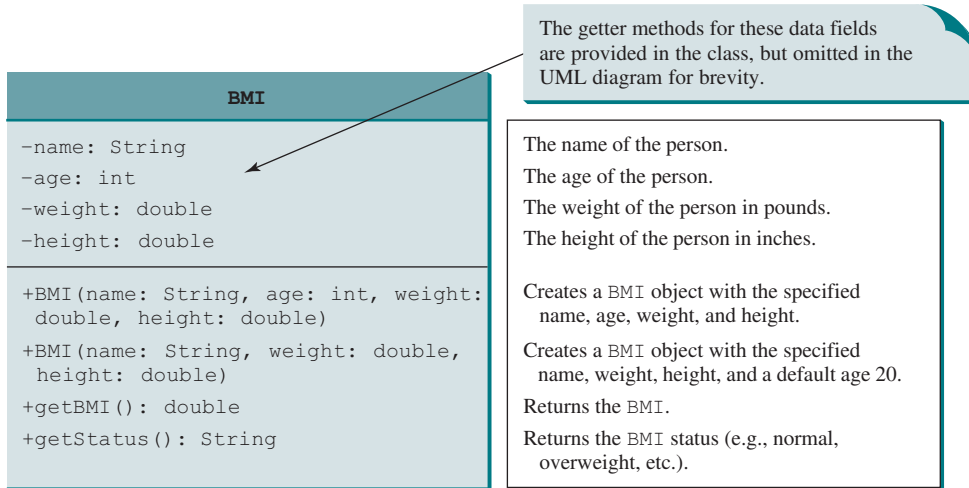 The getter methods for these data fields
are provided in the class, but omitted in the
UML diagram for brevity.
BMI
-name: String
-age: int
-weight: double
-height: double
The name of the person.
The age of the person.
The weight of the person in pounds.
The height of the person in inches.
+BMI(name: String, age: int, weight:
double, height: double)
Creates a BMI object with the specified
name, age, weight, and height.
+BMI(name: String, weight: double,
height: double)
Creates a BMI object with the specified
name, weight, height, and a default age 20.
+getBMI(): double
Returns the BMI.
+getStatus(): String
Returns the BMI status (e.g., normal,
overweight, etc.).